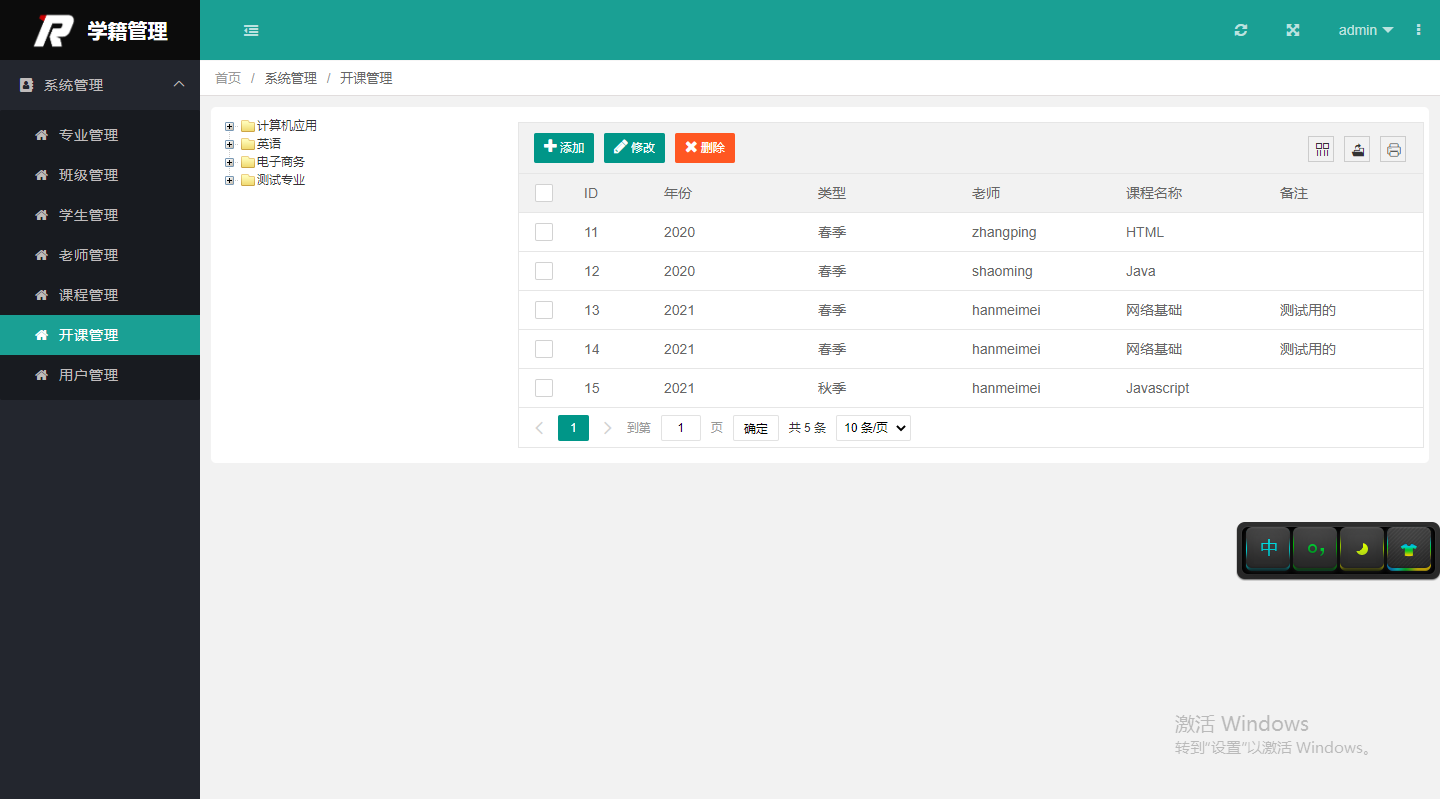 学籍管理
admin
系统管理
专业管理
班级管理
学生管理
老师管理
课程管理
开课管理
用户管理
首页 / 系统管理 / 开课管理
计算机应用
英语
电子商务
测试专业
添加 修改 删除
ID 年份 类型 老师 课程名称 备注
11 2020 春季 zhangping HTML
12 2020 春季 shaoming Java
13 2021 春季 hanmeimei 网络基础 测试用的
14 2021 春季 hanmeimei 网络基础 测试用的
15 2021 秋季 hanmeimei Javascript
1 到第 1 页 确定 共 5 条 10 条/页
中
激活 Windows
转到"设置"以激活 Windows。